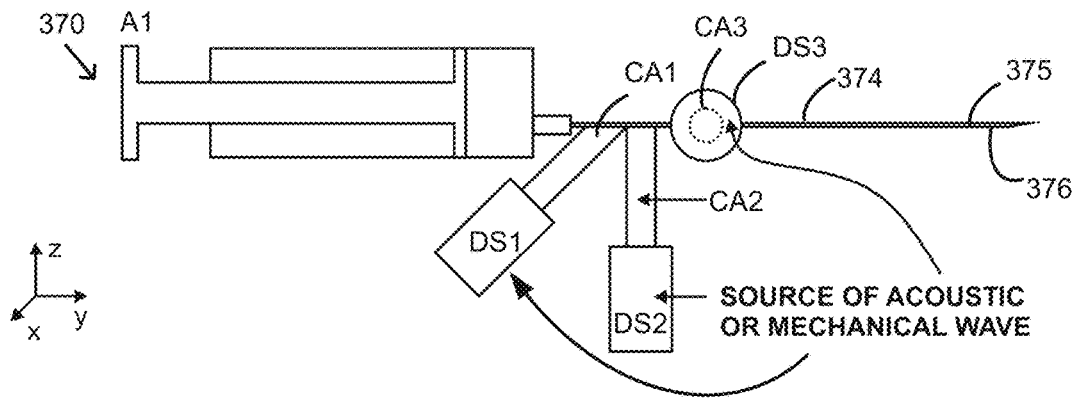 370
A1
CA3
DS3
CA1
374
375
376
CA2
DS1
z
y
x
DS2
SOURCE OF ACOUSTIC
OR MECHANICAL WAVE